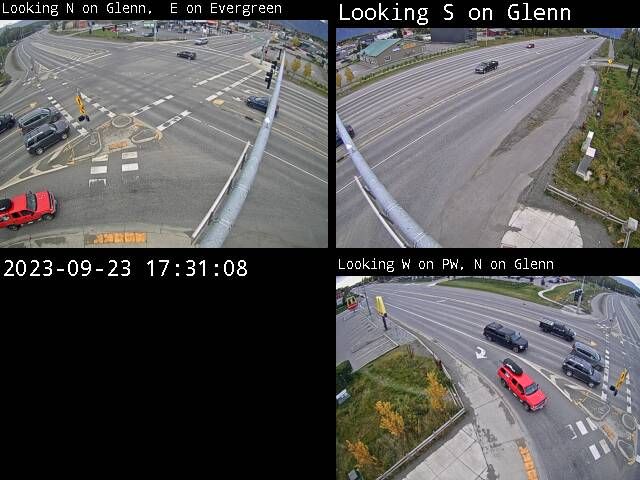 Looking N on Glenn, E on Evergreen
Looking S on Glenn
2023-09-23 17:31:08
Looking W on PW, N on Glenn